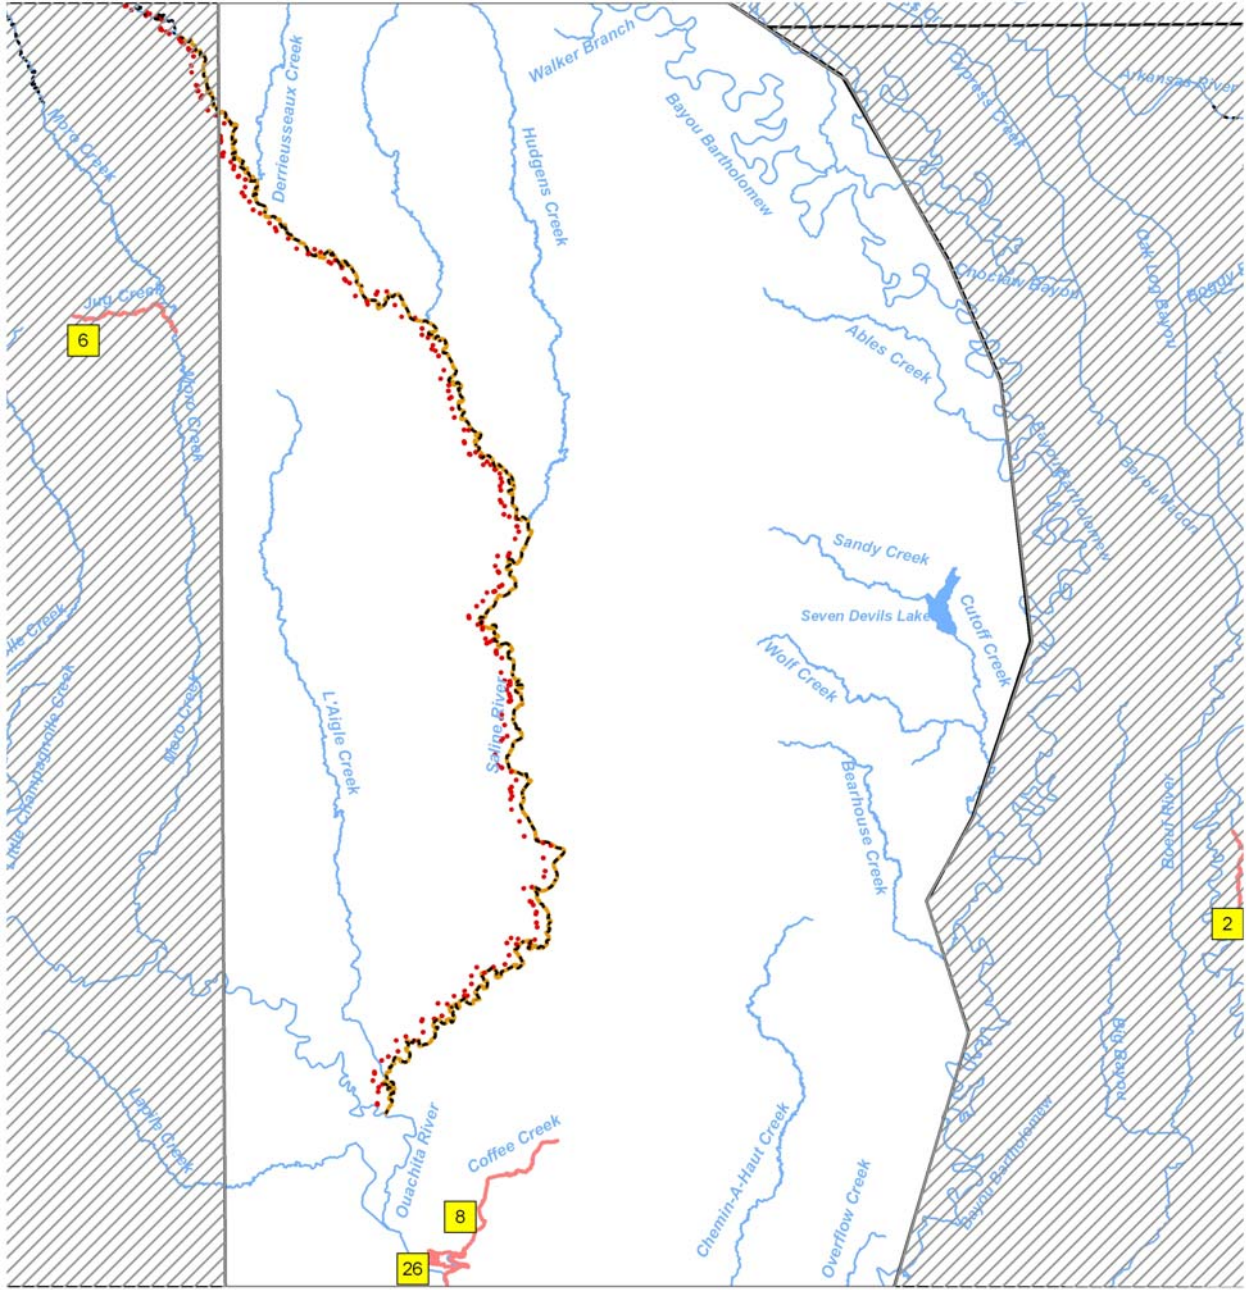 Walker Branch
Arkansas River
Cypress Creek
Moro Creek
Derrieusseaux Creek
Bayou Bartholomew
Hudgens Creek
Choctaw Bayou
Oak Log Bayou
Boggy
Jug Creek
6
Ables Creek
Moro Creek
Bayou Bartholomew
Bayou Macon
Sandy Creek
Seven Devils Lake
Cutoff Creek
Wolf Creek
Moro Creek
Little Champagnolle Creek
L'Aigle Creek
Saline River
Bearhouse Creek
Boeuf River
2
Big Bayou
Lapile Creek
Ouachita River
Coffee Creek
Chemin-A-Haut Creek
Overflow Creek
Bayou Bartholomew
8
26